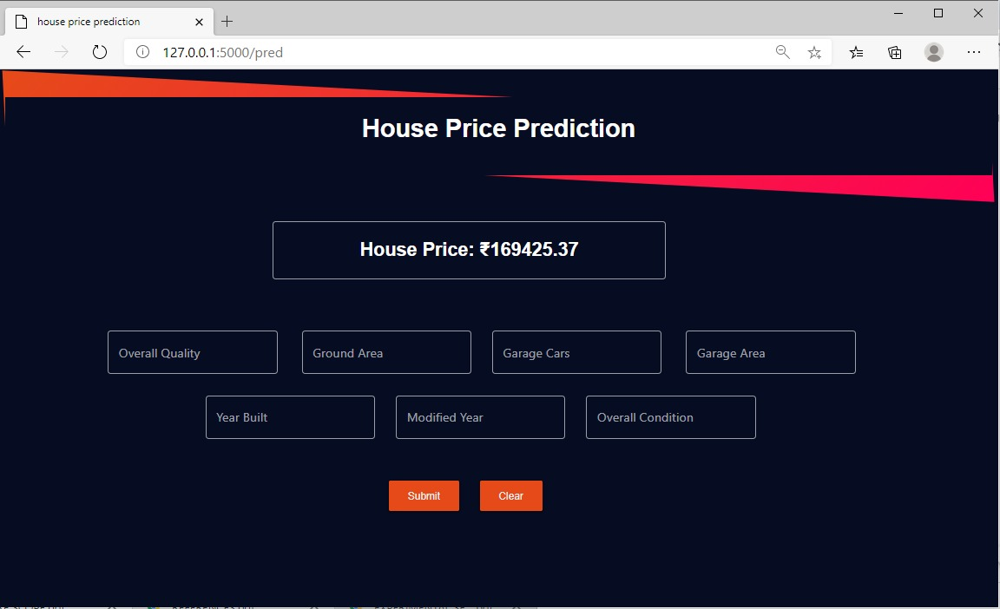 house price prediction
127.0.0.1:5000/pred
House Price Prediction
House Price: ₹169425.37
Overall Quality Ground Area Garage Cars Garage Area
Year Built Modified Year Overall Condition
Submit Clear